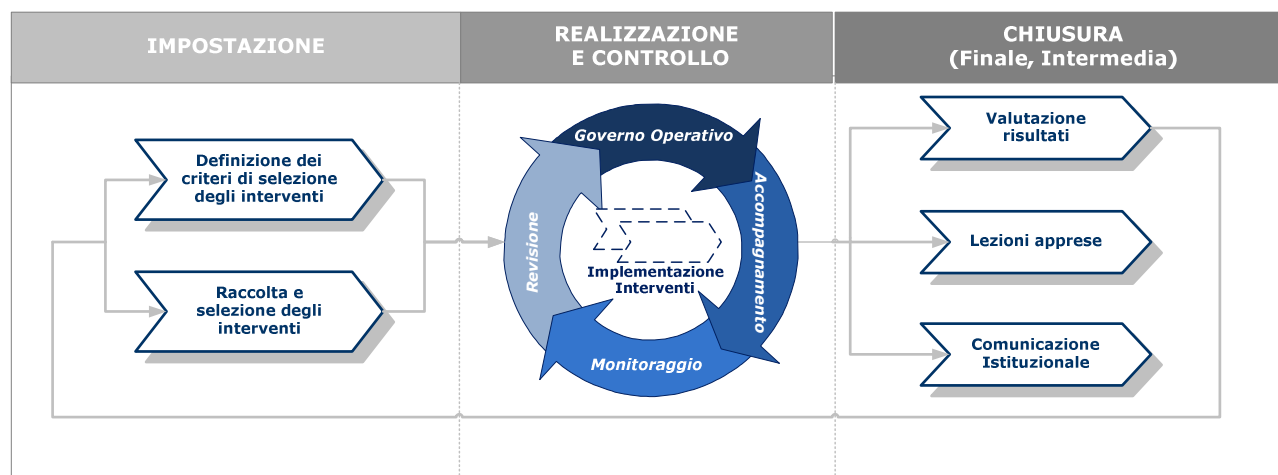 IMPOSTAZIONE
REALIZZAZIONE
E CONTROLLO
CHIUSURA
(Finale, Intermedia)
Definizione dei
criteri di selezione
degli interventi
Raccolta e
selezione degli
interventi
Governo Operativo
Accompagnamento
Monitoraggio
Revisione
Implementazione
Interventi
Valutazione
risultati
Lezioni apprese
Comunicazione
Istituzionale